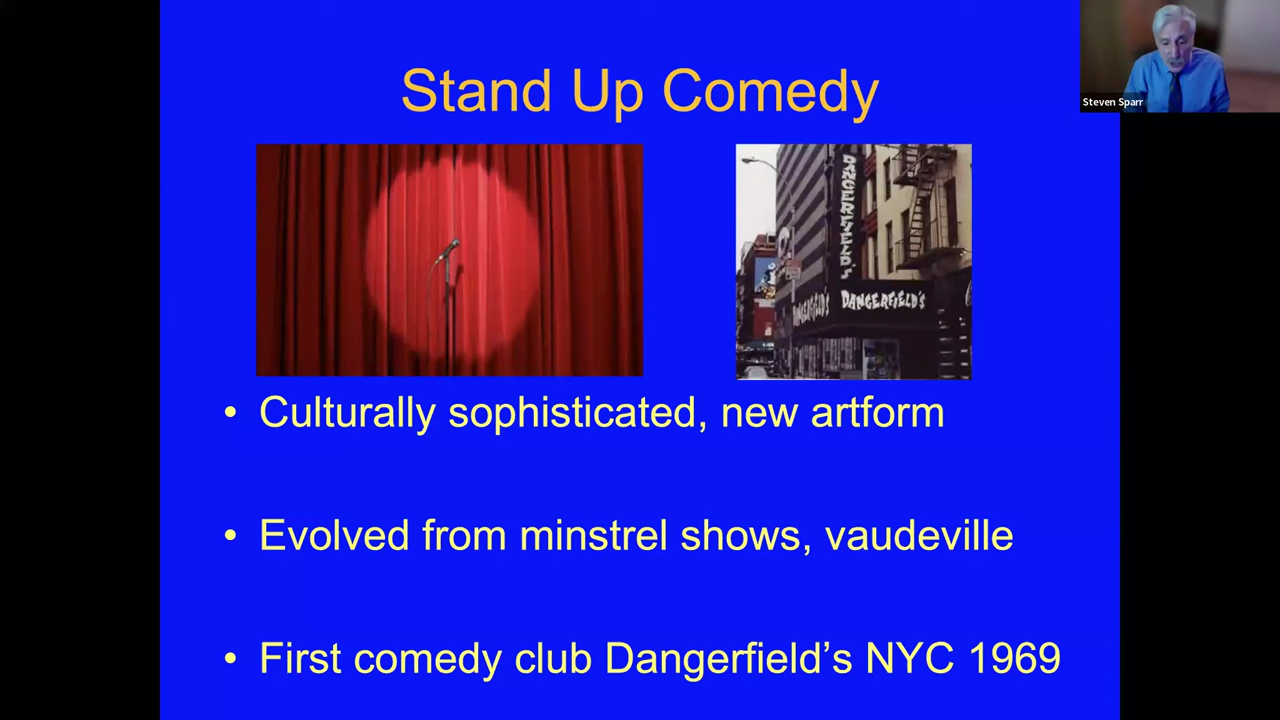 Stand Up Comedy
Steven Sparr
DANGERFIELD'S
DANGERFIELD'S
DANGERFIELD'S
• Culturally sophisticated, new artform
• Evolved from minstrel shows, vaudeville
• First comedy club Dangerfield’s NYC 1969